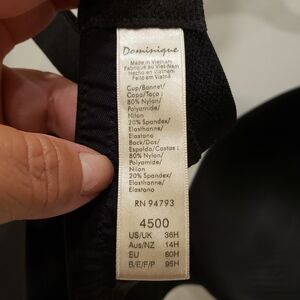 Dominique
Made in Vietnam
Fabriqué au Viet-Nam
Hecho en Vietnam
Feito em Vietnã
Cup/Bonnet/
Copa/Taça :
80% Nylon/
Polyamide/
Nilon
20% Spandex/
Elasthanne/
Elastano
Back/Dos/
Espalda/Costas :
80% Nylon/
Polyamide/
Nilon
20% Spandex/
Elasthanne/
Elastano
RN 94793
4500
US/UK 36H
Aus/NZ 14H
EU 80H
B/E/F/P 95H